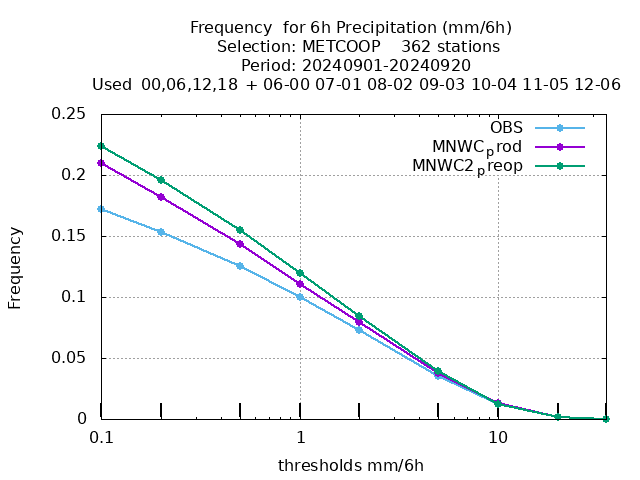 Frequency  for 6h Precipitation (mm/6h)
Selection: METCOOP    362 stations
Period: 20240901-20240920
Used  00,06,12,18  + 06-00 07-01 08-02 09-03 10-04 11-05 12-06
0.25
OBS
MNWCprod
MNWC2preop
0.2
0.15
Frequency
0.1
0.05
0
0.1 1 10
thresholds mm/6h